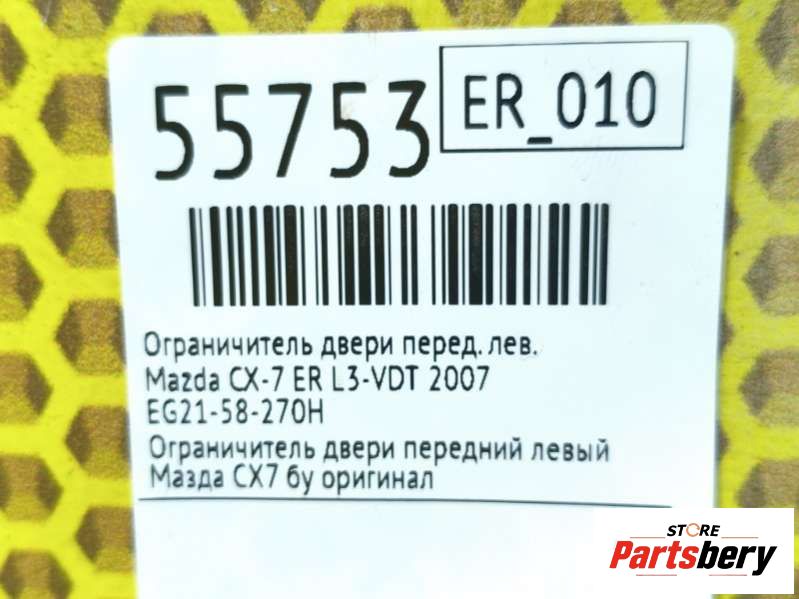 55753
ER_010
Ограничитель двери перед. лев.
Mazda CX-7 ER L3-VDT 2007
EG21-58-270H
Ограничитель двери передний левый
Мазда CX7 бу оригинал
STORE
Partsbery